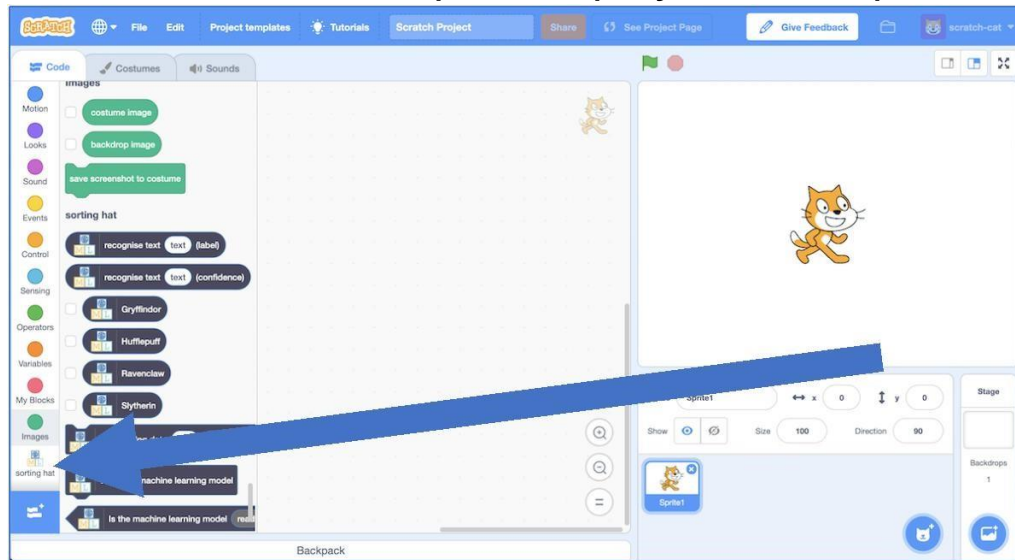 SCRATCH File Edit Project templates Tutorials Scratch Project Share See Project Page Give Feedback scratch-cat
Code Costumes Sounds
Motion
Looks
Sound
Events
Control
Sensing
Operators
Variables
My Blocks
Images
sorting hat
Images
costume image
backdrop image
save screenshot to costume
sorting hat
recognise text text (label)
recognise text text (confidence)
Gryffindor
Hufflepuff
Ravenclaw
Slytherin
machine learning model
Is the machine learning model
Backpack
Sprite1 x 0 y 0
Show Size 100 Direction 90
Sprite1
Stage
Backdrops
1